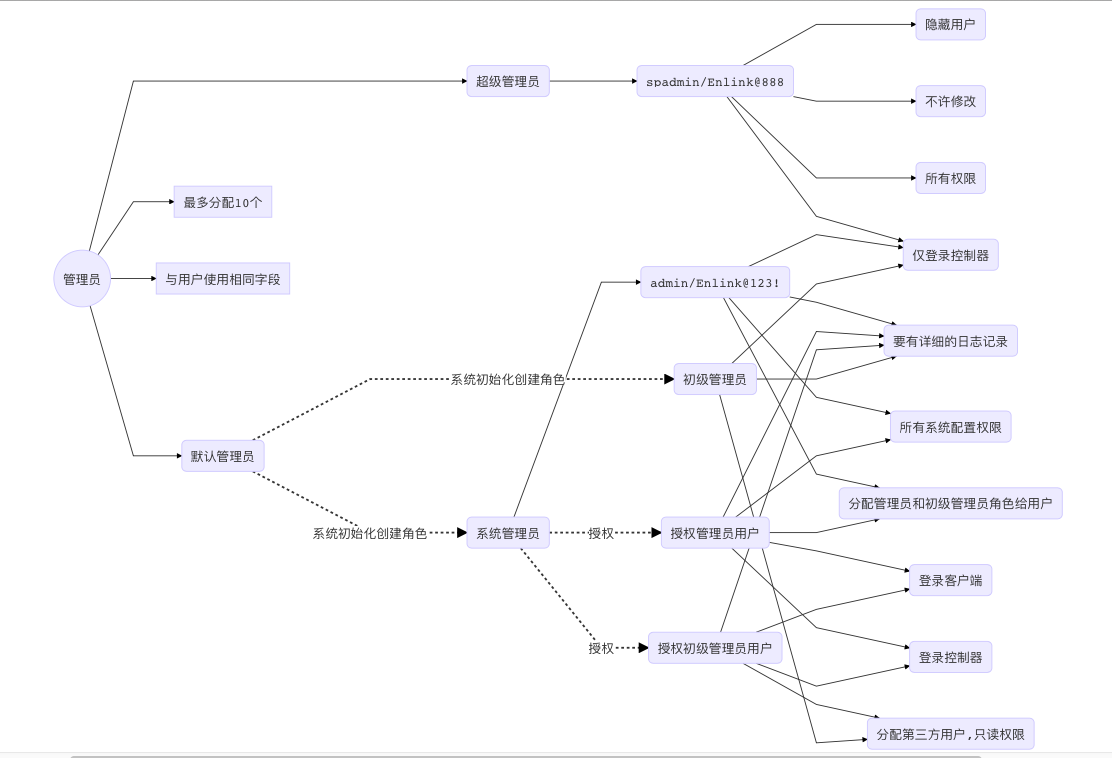 隐藏用户
超级管理员
spadmin/Enlink@888
不许修改
所有权限
最多分配10个
仅登录控制器
管理员
与用户使用相同字段
admin/Enlink@123!
要有详细的日志记录
系统初始化创建角色
初级管理员
所有系统配置权限
默认管理员
分配管理员和初级管理员角色给用户
系统初始化创建角色
系统管理员
授权
授权管理员用户
登录客户端
授权
授权初级管理员用户
登录控制器
分配第三方用户,只读权限